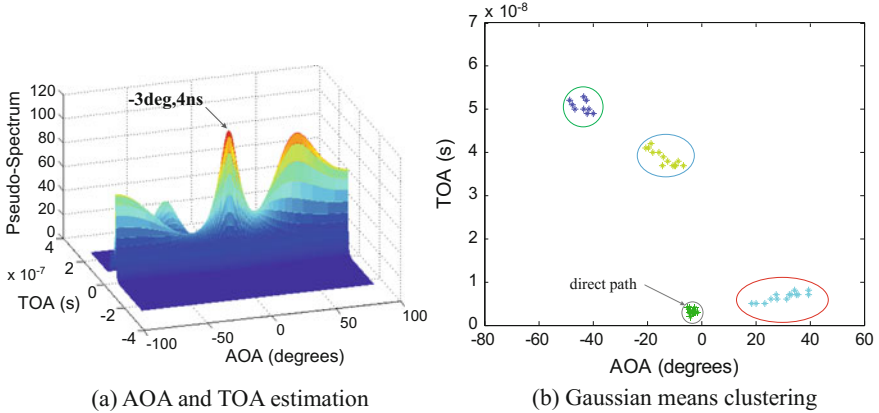 -3deg,4ns
Pseudo-Spectrum
120
100
80
60
40
20
0
4
2
0
-2
-4
x 10^-7
TOA (s)
-100
-50
0
50
100
AOA (degrees)
(a) AOA and TOA estimation
7 x 10^-8
6
5
4
3
2
1
0
TOA (s)
direct path
-80
-60
-40
-20
0
20
40
60
AOA (degrees)
(b) Gaussian means clustering